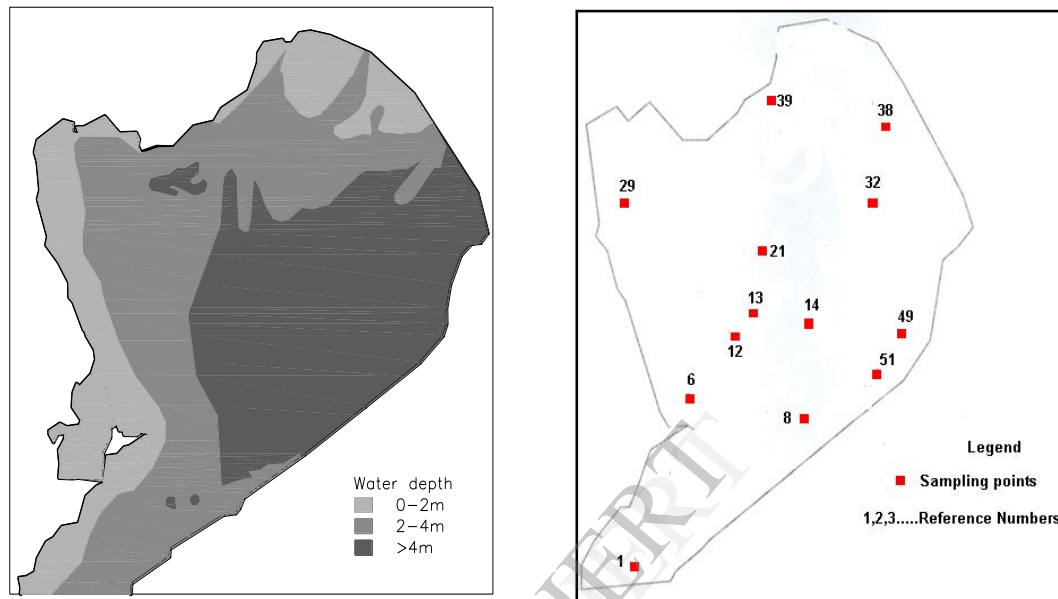 Water depth
0-2m
2-4m
>4m
39
38
29
32
21
13
14
49
12
51
6
8
1
Legend
Sampling points
1,2,3.....Reference Numbers